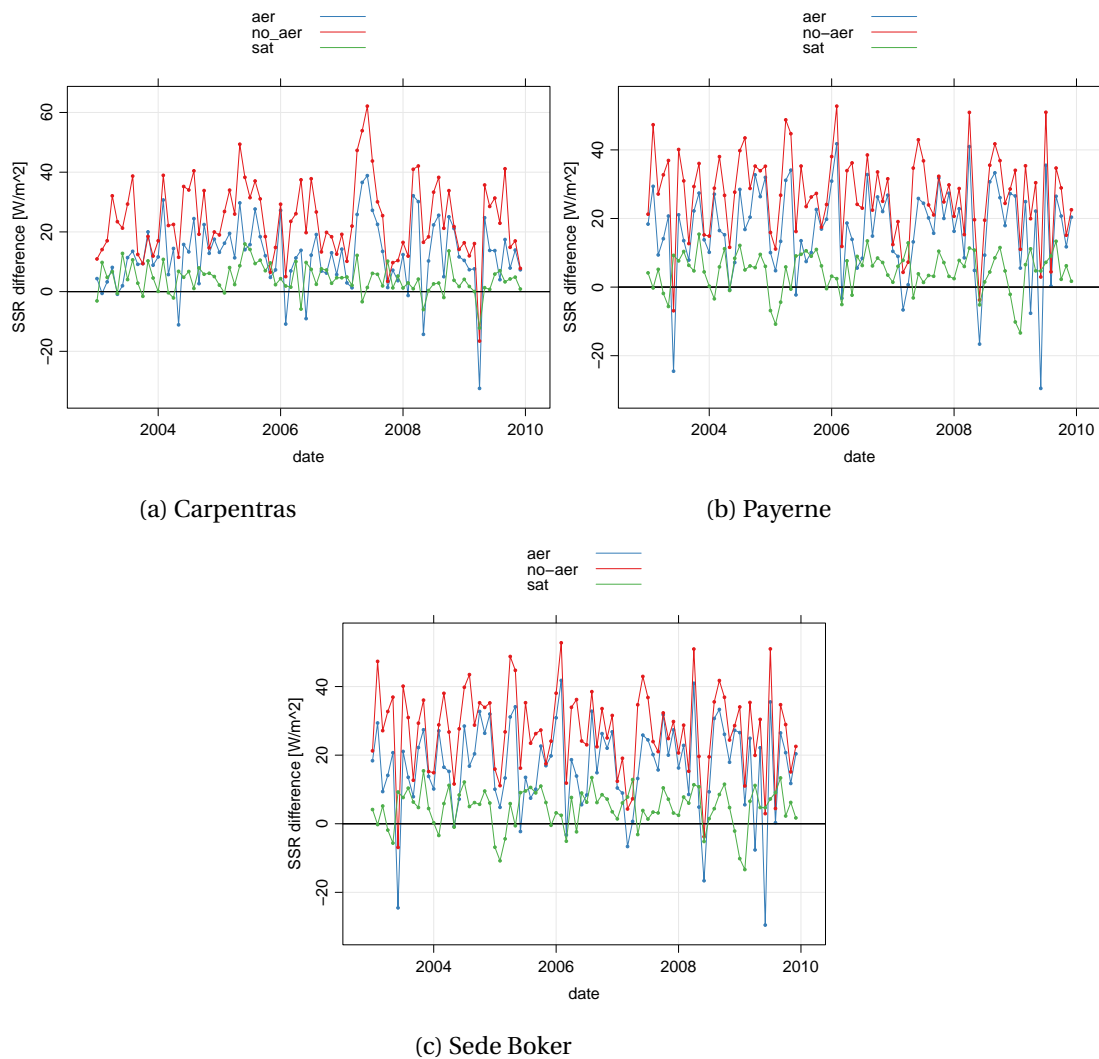 aer
no_aer
sat
SSR difference [W/m^2]
60
40
20
0
−20
2004
2006
2008
2010
date
(a) Carpentras
aer
no−aer
sat
SSR difference [W/m^2]
40
20
0
−20
2004
2006
2008
2010
date
(b) Payerne
aer
no−aer
sat
SSR difference [W/m^2]
40
20
0
−20
2004
2006
2008
2010
date
(c) Sede Boker